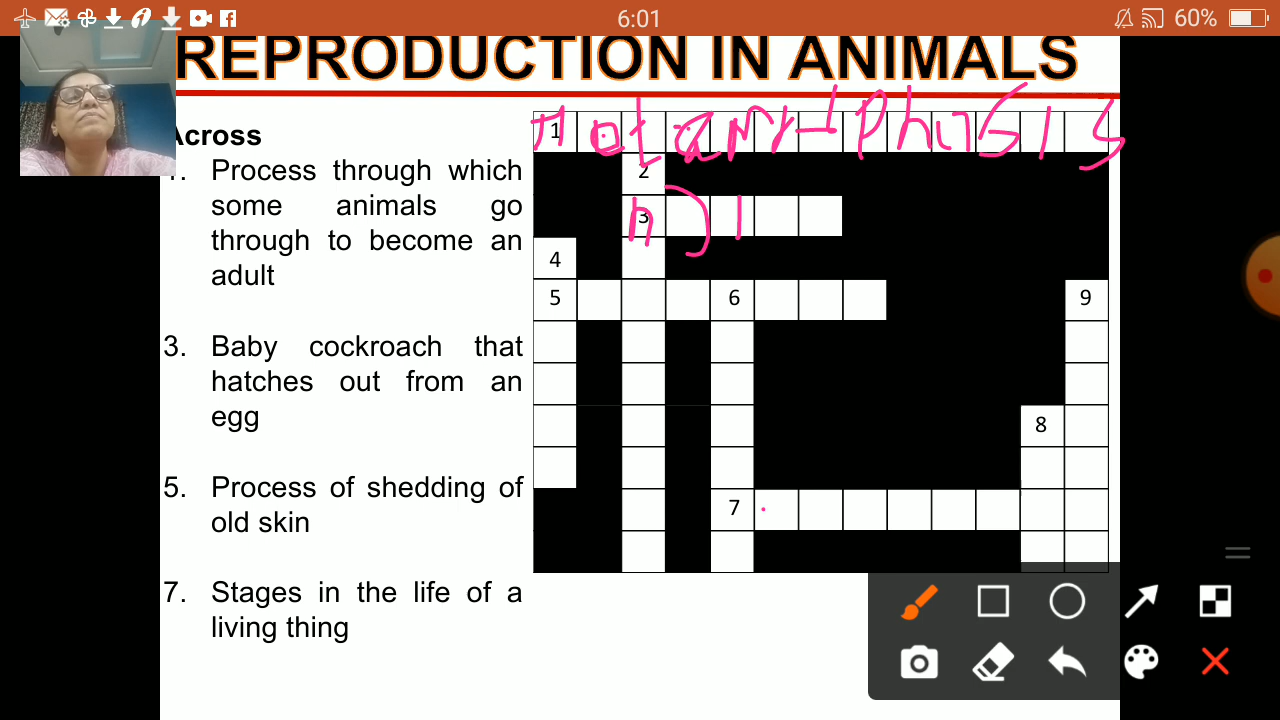 6:01
60%
REPRODUCTION IN ANIMALS
Across
1. Process through which
some animals go
through to become an
adult
3. Baby cockroach that
hatches out from an
egg
5. Process of shedding of
old skin
7. Stages in the life of a
living thing
1
2
3
4
5 6 9
8
7